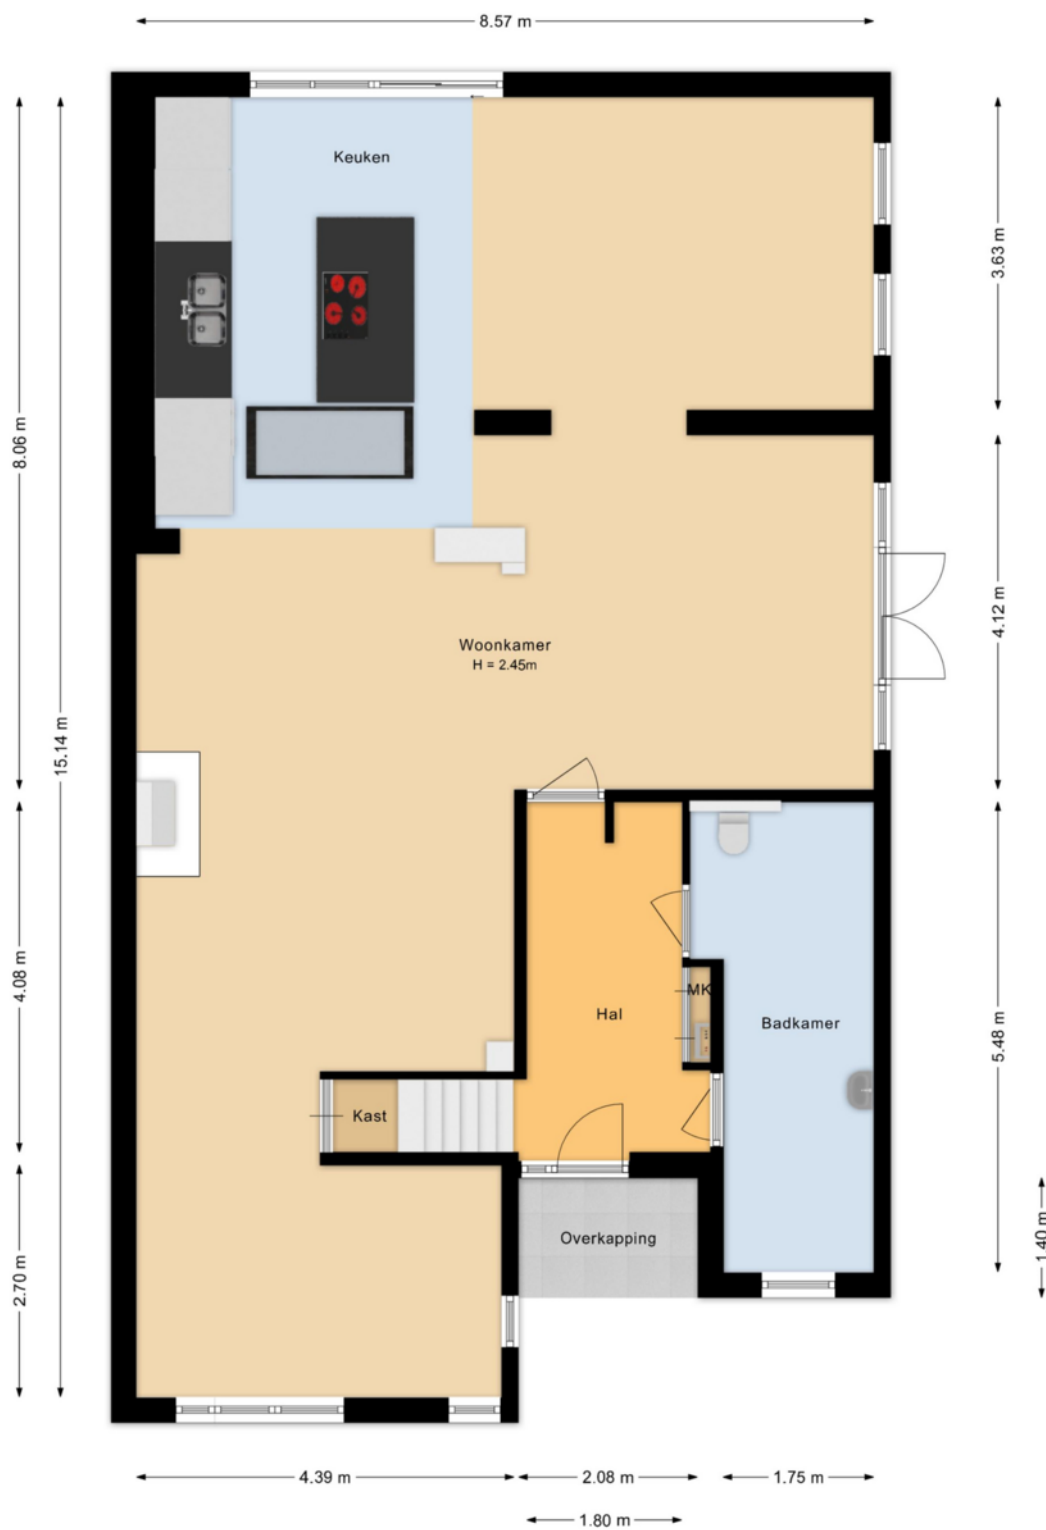 8.57 m
Keuken
3.63 m
8.06 m
4.12 m
Woonkamer
H = 2.45m
15.14 m
4.08 m
MK
Hal
Badkamer
5.48 m
Kast
Overkapping
1.40 m
2.70 m
4.39 m
2.08 m
1.75 m
1.80 m